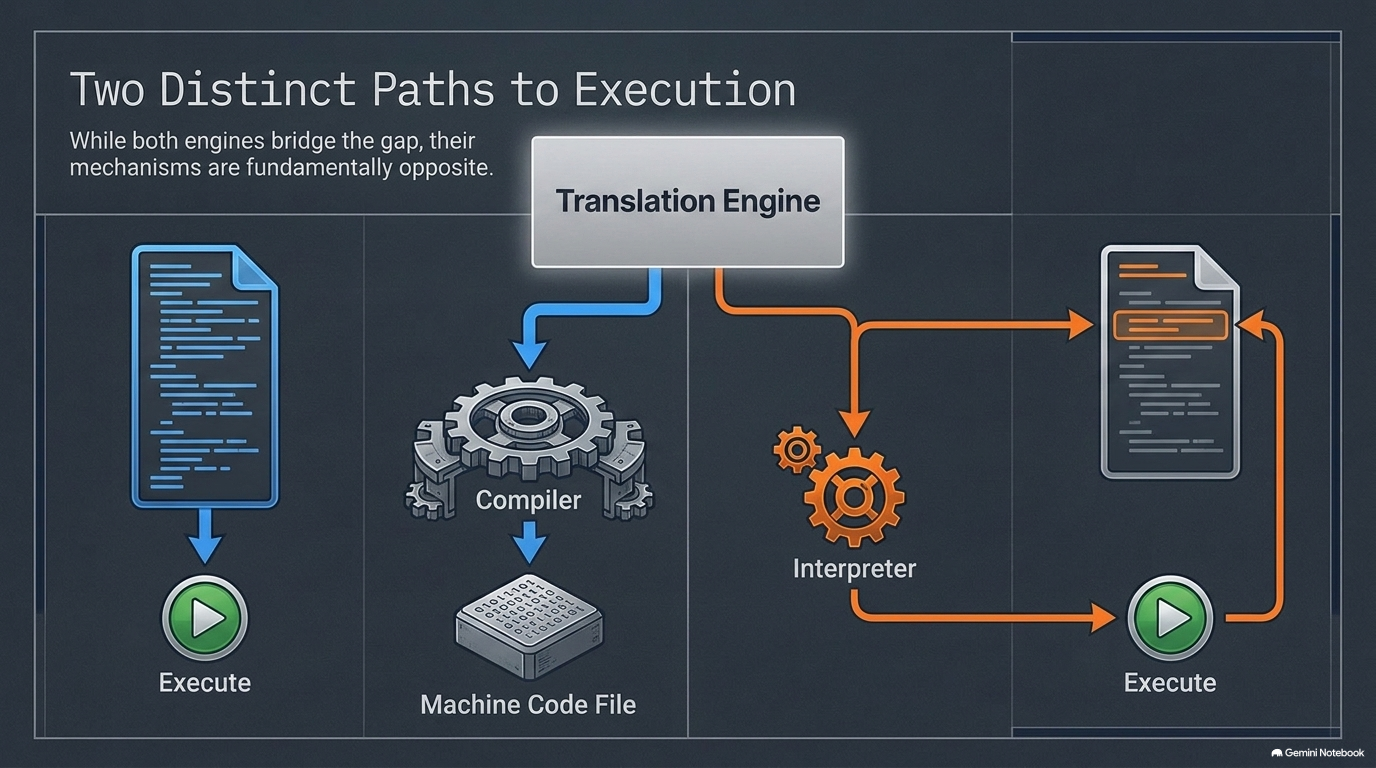 Two Distinct Paths to Execution
While both engines bridge the gap, their
mechanisms are fundamentally opposite.
Translation Engine
Compiler
Interpreter
Execute
Machine Code File
Execute
Gemini Notebook